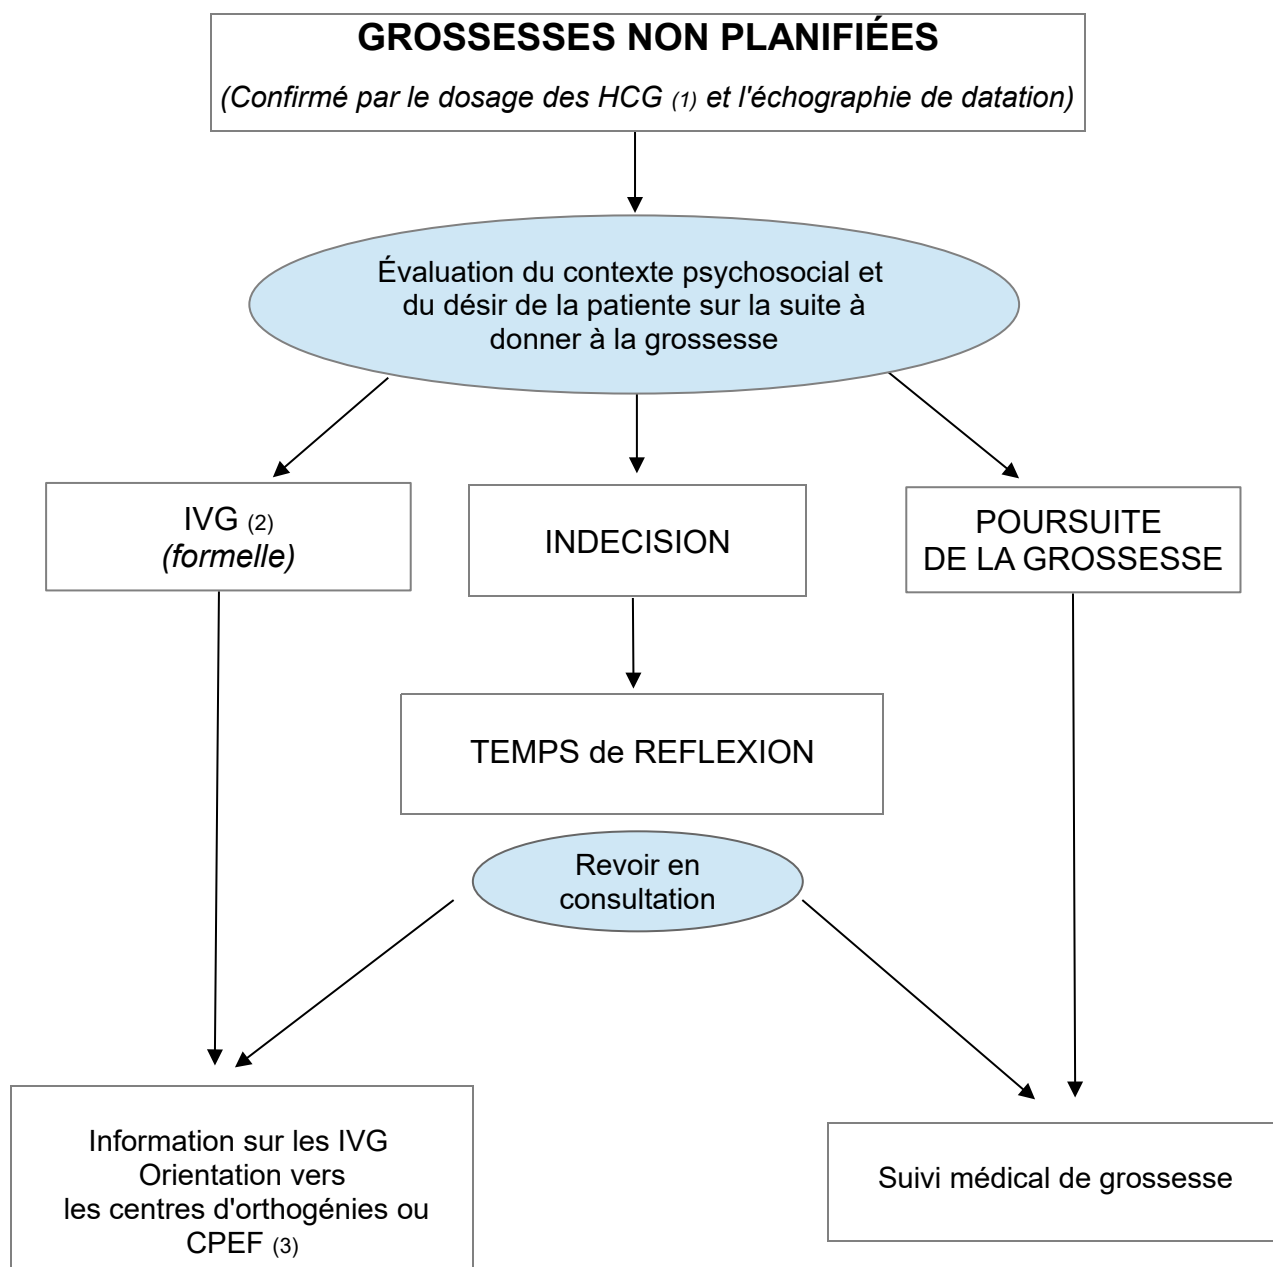 GROSSESSES NON PLANIFIÉES
(Confirmé par le dosage des HCG (1) et l'échographie de datation)
Évaluation du contexte psychosocial et
du désir de la patiente sur la suite à
donner à la grossesse
IVG (2)
(formelle)
INDECISION
POURSUITE
DE LA GROSSESSE
TEMPS de REFLEXION
Revoir en
consultation
Information sur les IVG
Orientation vers
les centres d'orthogénies ou
CPEF (3)
Suivi médical de grossesse